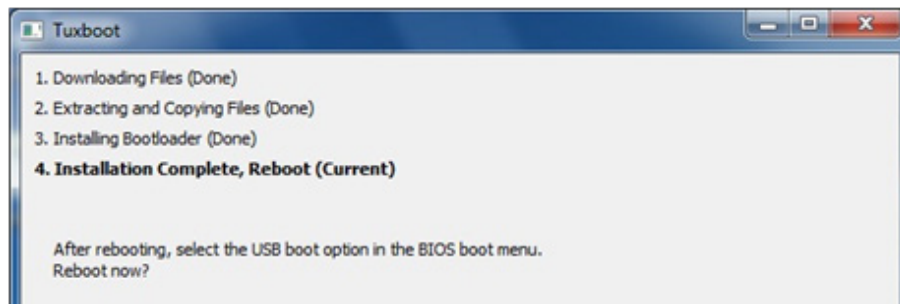 Tuxboot
1. Downloading Files (Done)
2. Extracting and Copying Files (Done)
3. Installing Bootloader (Done)
4. Installation Complete, Reboot (Current)
After rebooting, select the USB boot option in the BIOS boot menu.
Reboot now?